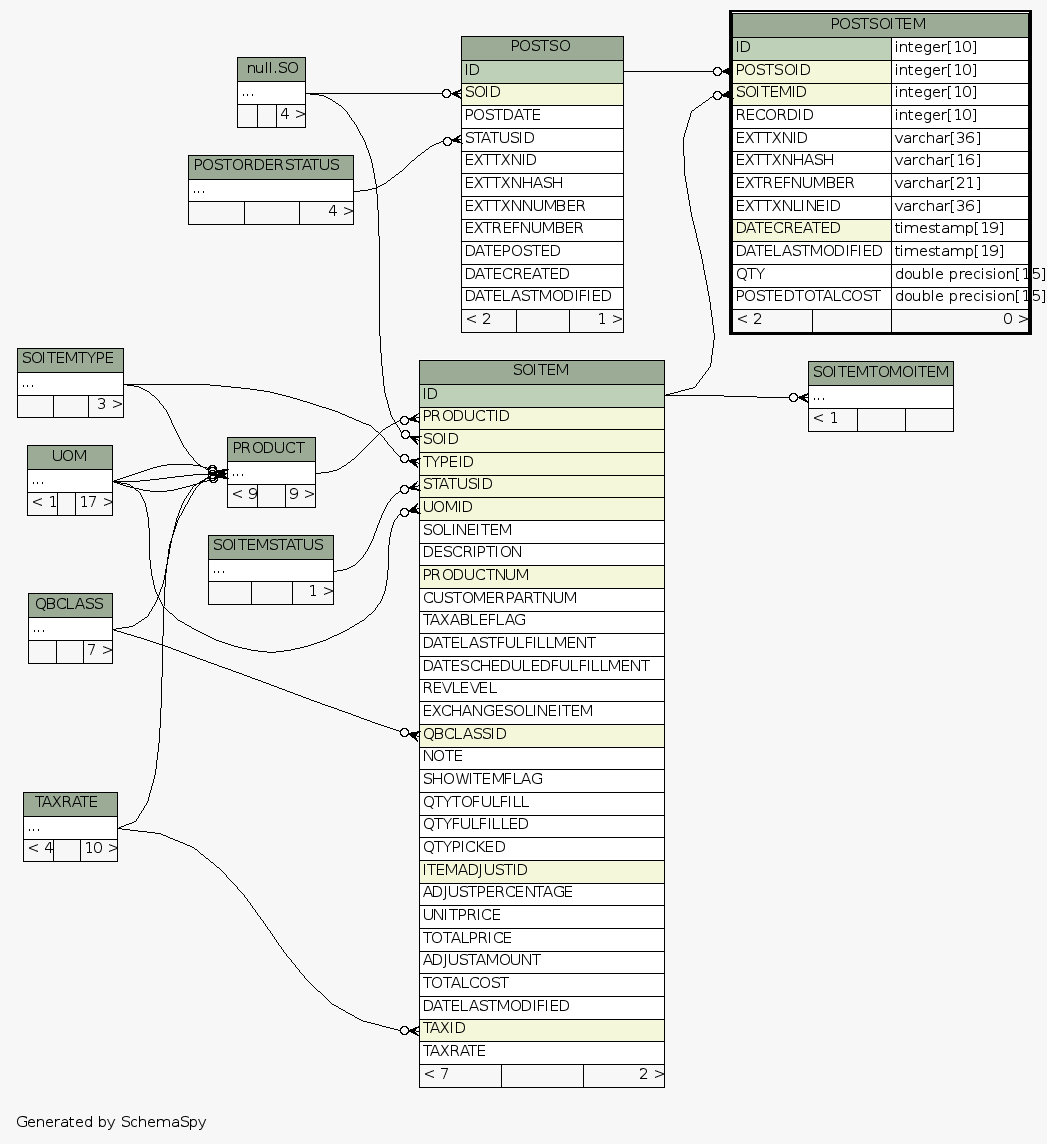 POSTSOITEM
ID integer[10]
POSTSOID integer[10]
SOITEMID integer[10]
RECORDID integer[10]
EXTTXNID varchar[36]
EXTTXNHASH varchar[16]
EXTREFNUMBER varchar[21]
EXTTXNLINEID varchar[36]
DATECREATED timestamp[19]
DATELASTMODIFIED timestamp[19]
QTY double precision[15]
POSTEDTOTALCOST double precision[15]
< 2 0 >
POSTSO
ID
SOID
POSTDATE
STATUSID
EXTTXNID
EXTTXNHASH
EXTTXNNUMBER
EXTREFNUMBER
DATEPOSTED
DATECREATED
DATELASTMODIFIED
< 2 1 >
null.SO
...
4 >
POSTORDERSTATUS
...
4 >
SOITEMTYPE
...
3 >
UOM
...
< 1 17 >
PRODUCT
...
< 9 9 >
SOITEMSTATUS
...
1 >
QBCLASS
...
7 >
TAXRATE
...
< 4 10 >
SOITEM
ID
PRODUCTID
SOID
TYPEID
STATUSID
UOMID
SOLINEITEM
DESCRIPTION
PRODUCTNUM
CUSTOMERPARTNUM
TAXABLEFLAG
DATELASTFULFILLMENT
DATESCHEDULEDFULFILLMENT
REVLEVEL
EXCHANGESOLINEITEM
QBCLASSID
NOTE
SHOWITEMFLAG
QTYTOFULFILL
QTYFULFILLED
QTYPICKED
ITEMADJUSTID
ADJUSTPERCENTAGE
UNITPRICE
TOTALPRICE
ADJUSTAMOUNT
TOTALCOST
DATELASTMODIFIED
TAXID
TAXRATE
< 7 2 >
SOITEMTOMOITEM
...
< 1
Generated by SchemaSpy